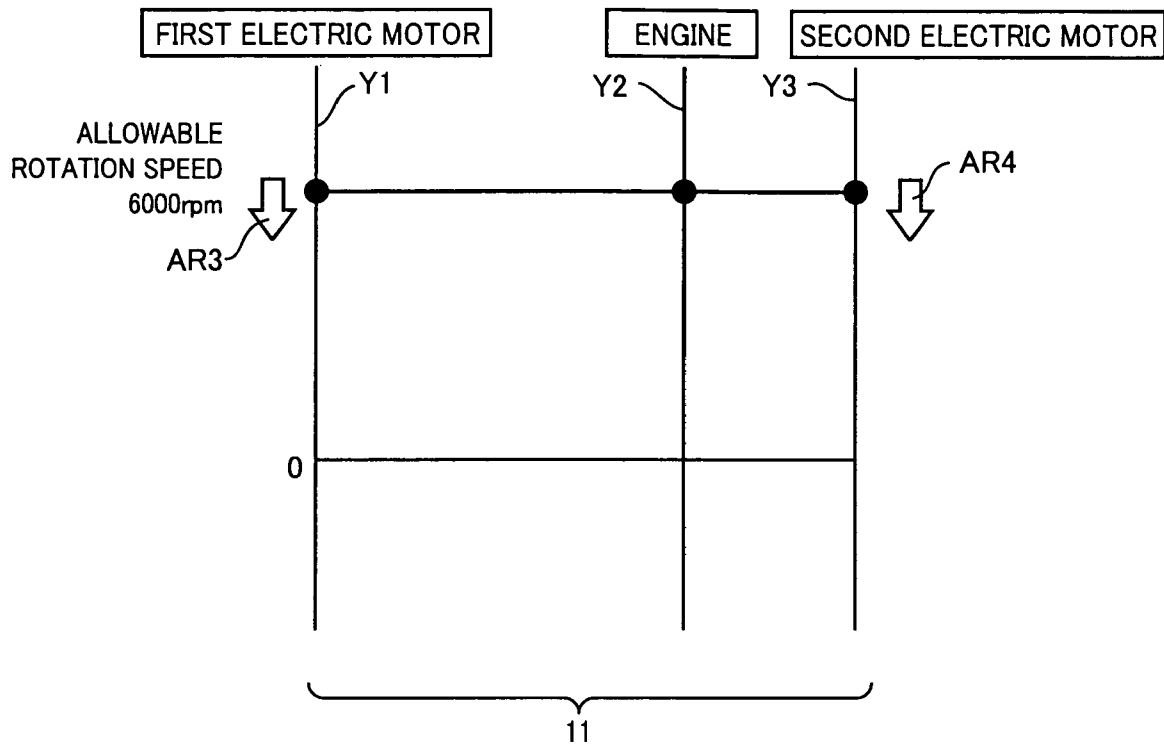 FIRST ELECTRIC MOTOR
ENGINE
SECOND ELECTRIC MOTOR
Y1
Y2
Y3
ALLOWABLE
ROTATION SPEED
6000rpm
AR3
AR4
0
11